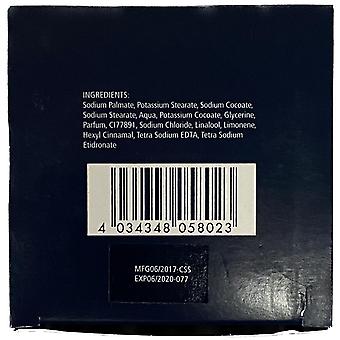 INGREDIENTS:
Sodium Palmate, Potassium Stearate, Sodium Cocoate,
Sodium Stearate, Aqua, Potassium Cocoate, Glycerine,
Parfum, CI77891, Sodium Chloride, Linalool, Limonene,
Hexyl Cinnamal, Tetra Sodium EDTA, Tetra Sodium
Etidronate
4 034348 058023
MFG06/2017-CSS
EXP06/2020-077